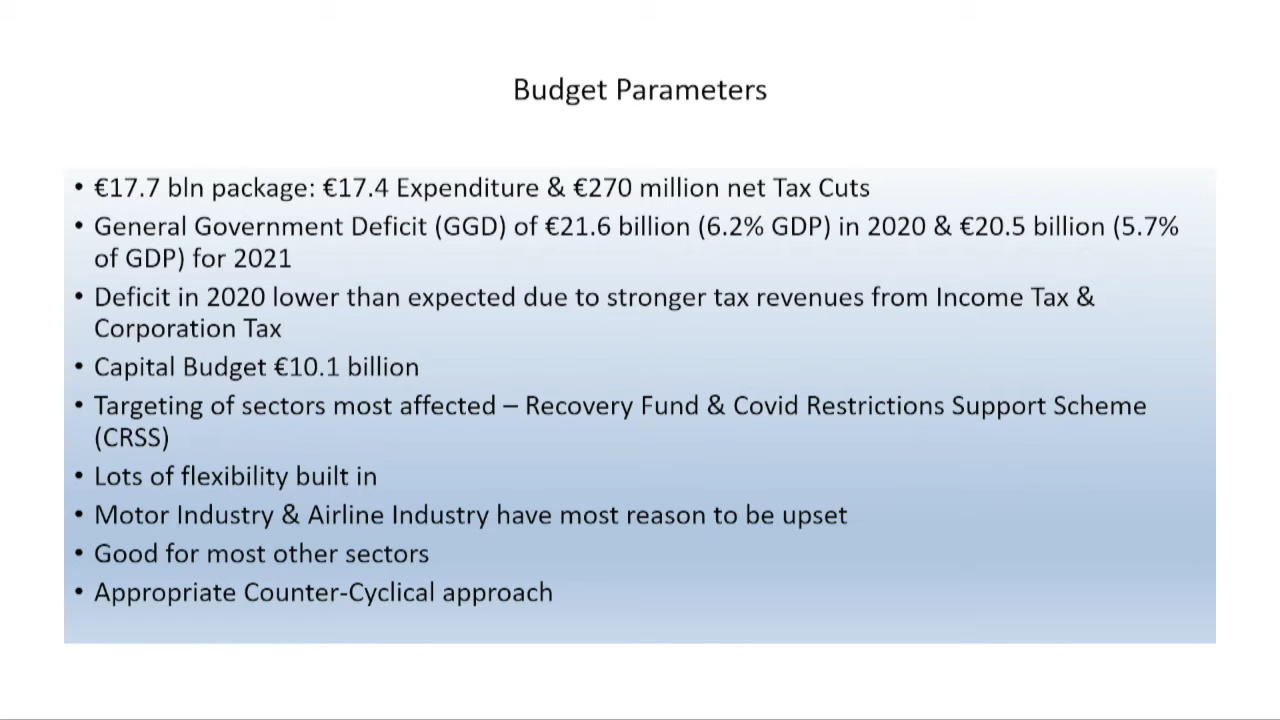 Budget Parameters
• €17.7 bln package: €17.4 Expenditure & €270 million net Tax Cuts
• General Government Deficit (GGD) of €21.6 billion (6.2% GDP) in 2020 & €20.5 billion (5.7%
of GDP) for 2021
• Deficit in 2020 lower than expected due to stronger tax revenues from Income Tax &
Corporation Tax
• Capital Budget €10.1 billion
• Targeting of sectors most affected – Recovery Fund & Covid Restrictions Support Scheme
(CRSS)
• Lots of flexibility built in
• Motor Industry & Airline Industry have most reason to be upset
• Good for most other sectors
• Appropriate Counter-Cyclical approach